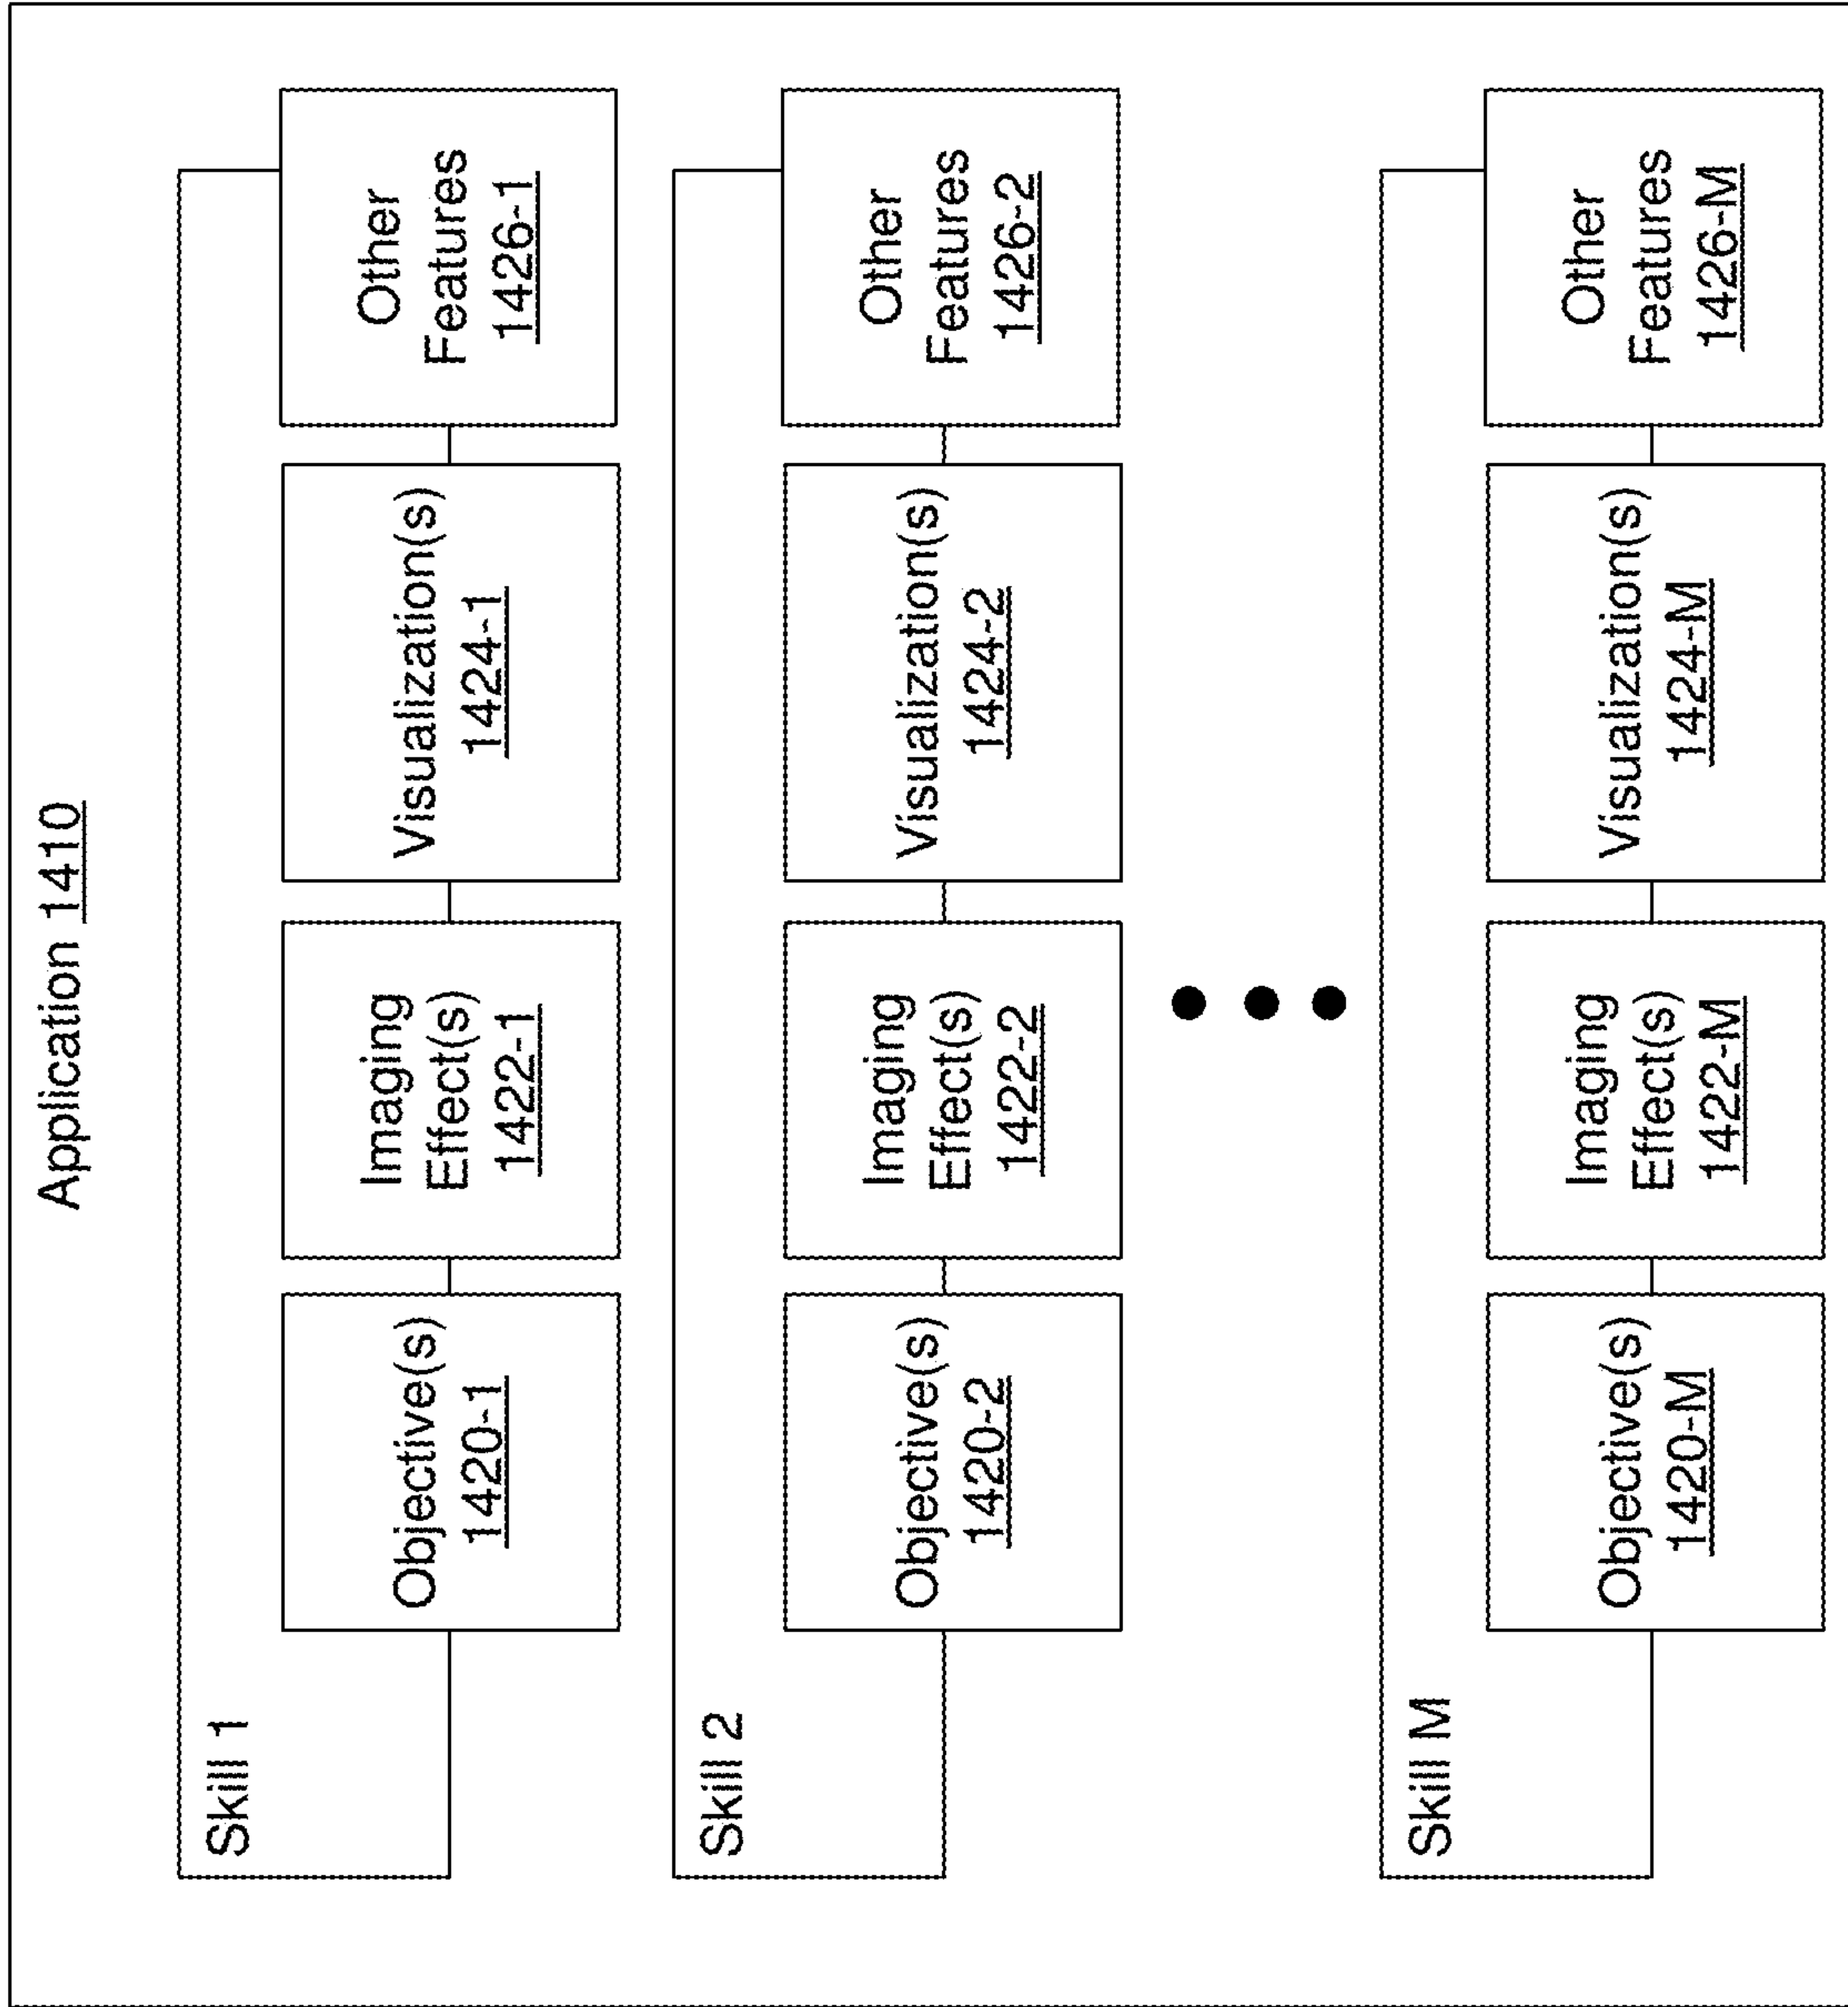 Application 1410
Skill 1
Objective(s)
1420-1
Imaging
Effect(s)
1422-1
Visualization(s)
1424-1
Other
Features
1426-1
Skill 2
Objective(s)
1420-2
Imaging
Effect(s)
1422-2
Visualization(s)
1424-2
Other
Features
1426-2
Skill M
Objective(s)
1420-M
Imaging
Effect(s)
1422-M
Visualization(s)
1424-M
Other
Features
1426-M